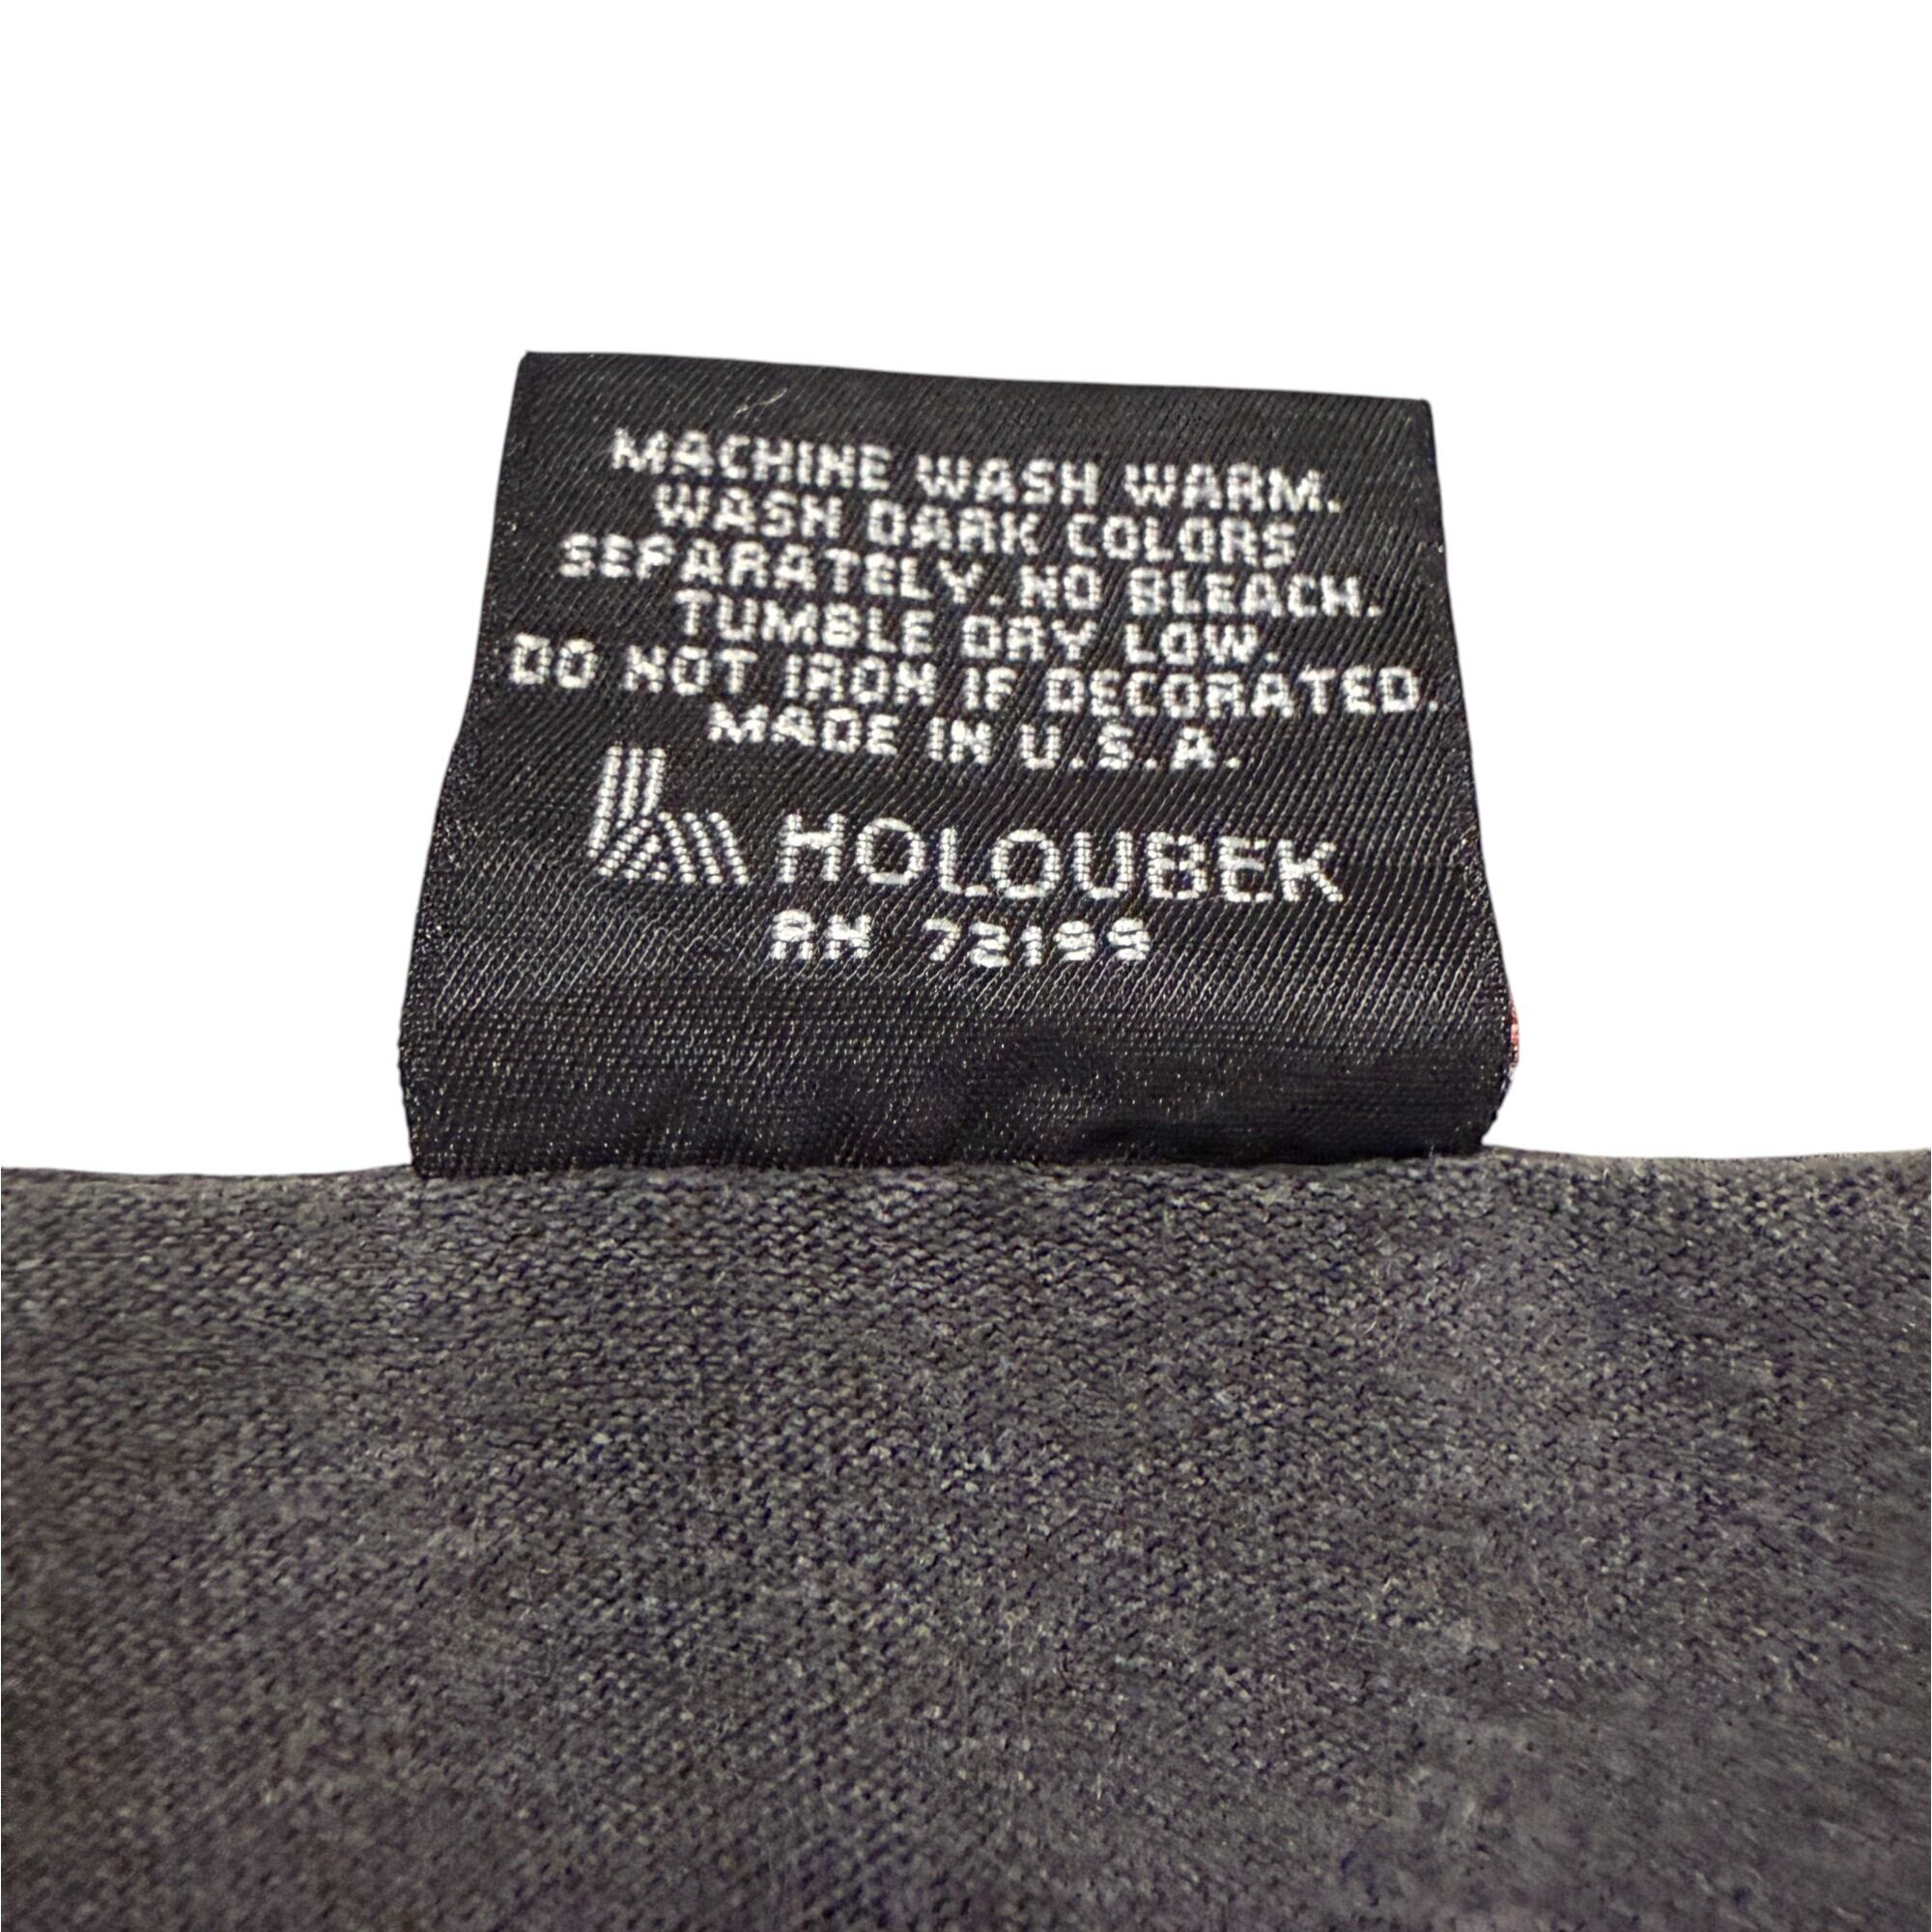 MACHINE WASH WARM.
WASH DARK COLORS
SEPARATELY. NO BLEACH.
TUMBLE DRY LOW.
DO NOT IRON IF DECORATED.
MADE IN U.S.A.
HOLOUBEK
RN 72199